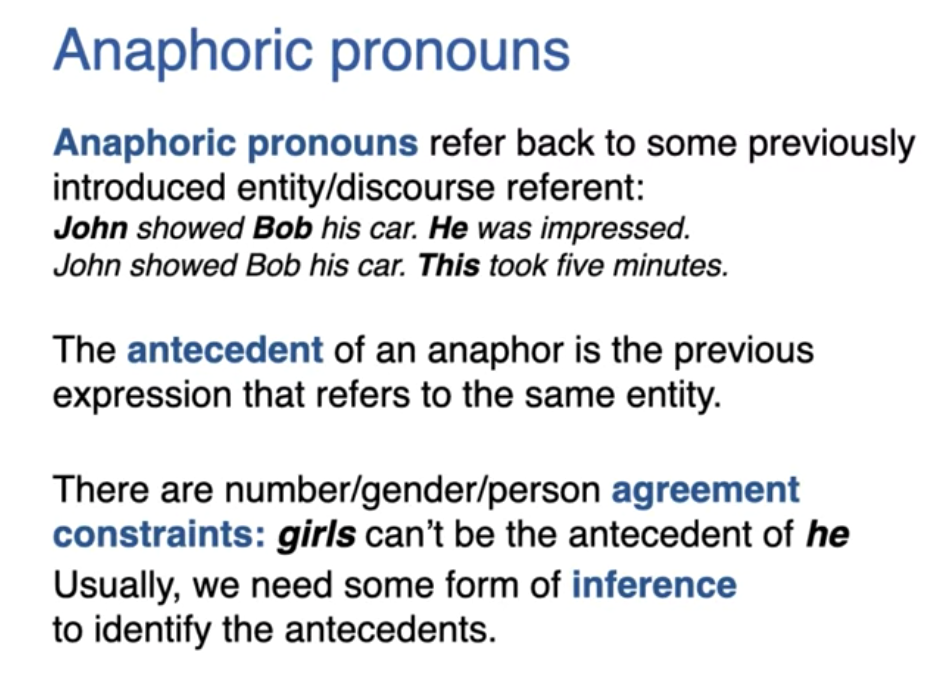 Anaphoric pronouns
Anaphoric pronouns refer back to some previously
introduced entity/discourse referent:
John showed Bob his car. He was impressed.
John showed Bob his car. This took five minutes.
The antecedent of an anaphor is the previous
expression that refers to the same entity.
There are number/gender/person agreement
constraints: girls can’t be the antecedent of he
Usually, we need some form of inference
to identify the antecedents.